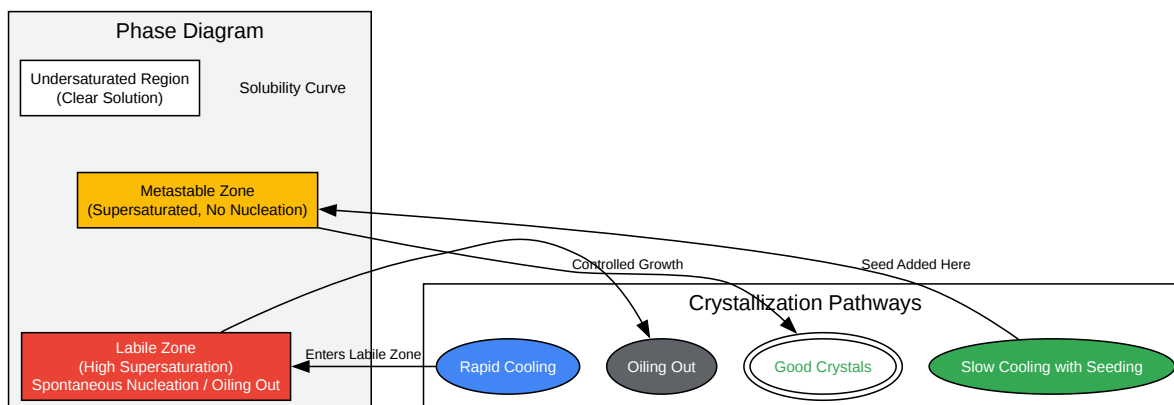 Phase Diagram
Undersaturated Region
(Clear Solution)
Solubility Curve
Metastable Zone
(Supersaturated, No Nucleation)
Controlled Growth
Seed Added Here
Crystallization Pathways
Labile Zone
(High Supersaturation)
Spontaneous Nucleation / Oiling Out
Enters Labile Zone
Rapid Cooling
Oiling Out
Good Crystals
Slow Cooling with Seeding